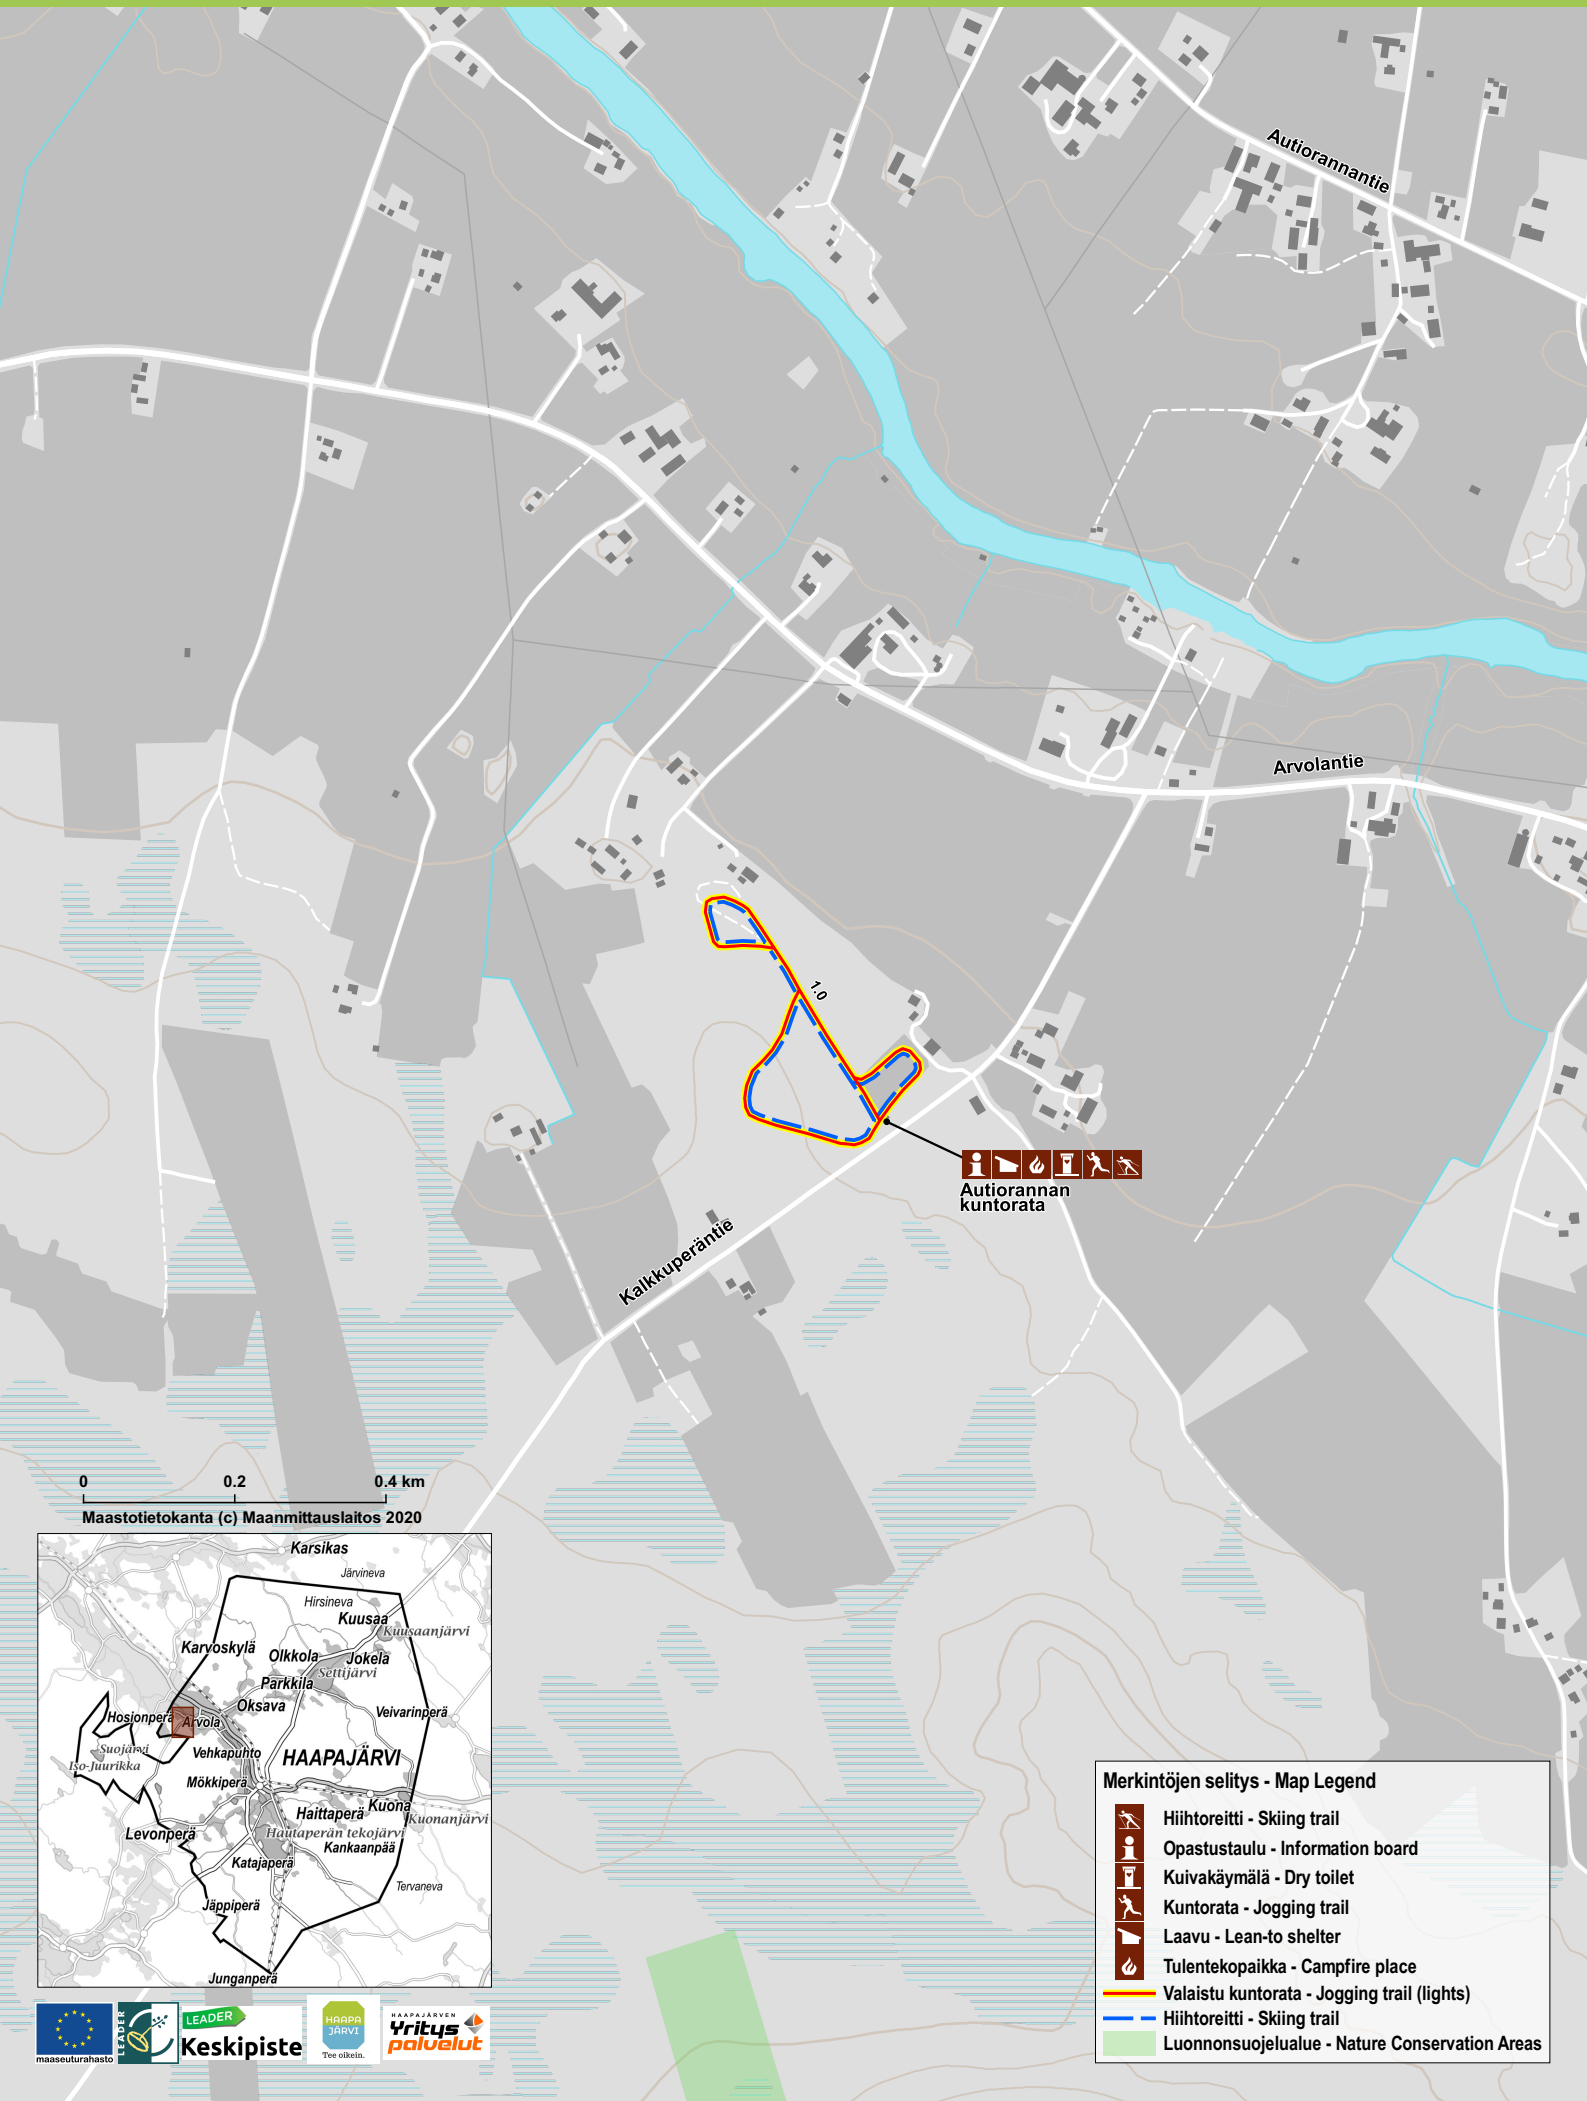 Autiorannantie
Arvolantie
1.0
Autiorannan
kuntorata
Kalkkuperäntie
0 0.2 0.4 km
Maastotietokanta (c) Maanmittauslaitos 2020
Karsikas
Järvineva
Hirsineva
Kuusaa
Kuusaanjärvi
Karvoskylä
Olkkola
Jokela
Settijärvi
Parkkila
Oksava
Veivarinperä
Hosionperä
Arvola
Suojärvi
Iso-Juurikka
Vehkapuhto
HAAPAJÄRVI
Mökkiperä
Haittaperä
Kuona
Kuonanjärvi
Levonperä
Hautaperän tekojärvi
Kankaanpää
Katajaperä
Tervaneva
Jäppiperä
Junganperä
maaseuturahasto
LEADER
LEADER
Keskipiste
HAAPA
JÄRVI
Tee oikein.
HAAPAJÄRVEN
Yritys
palvelut
Merkintöjen selitys - Map Legend
Hiihtoreitti - Skiing trail
Opastustaulu - Information board
Kuivakäymälä - Dry toilet
Kuntorata - Jogging trail
Laavu - Lean-to shelter
Tulentekopaikka - Campfire place
Valaistu kuntorata - Jogging trail (lights)
Hiihtoreitti - Skiing trail
Luonnonsuojelualue - Nature Conservation Areas